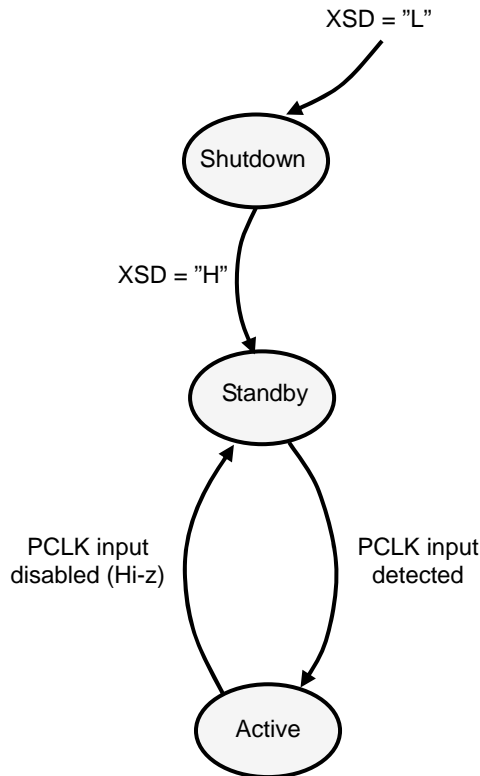 XSD = ”L”
Shutdown
XSD = ”H”
Standby
PCLK input
disabled (Hi-z)
PCLK input
detected
Active